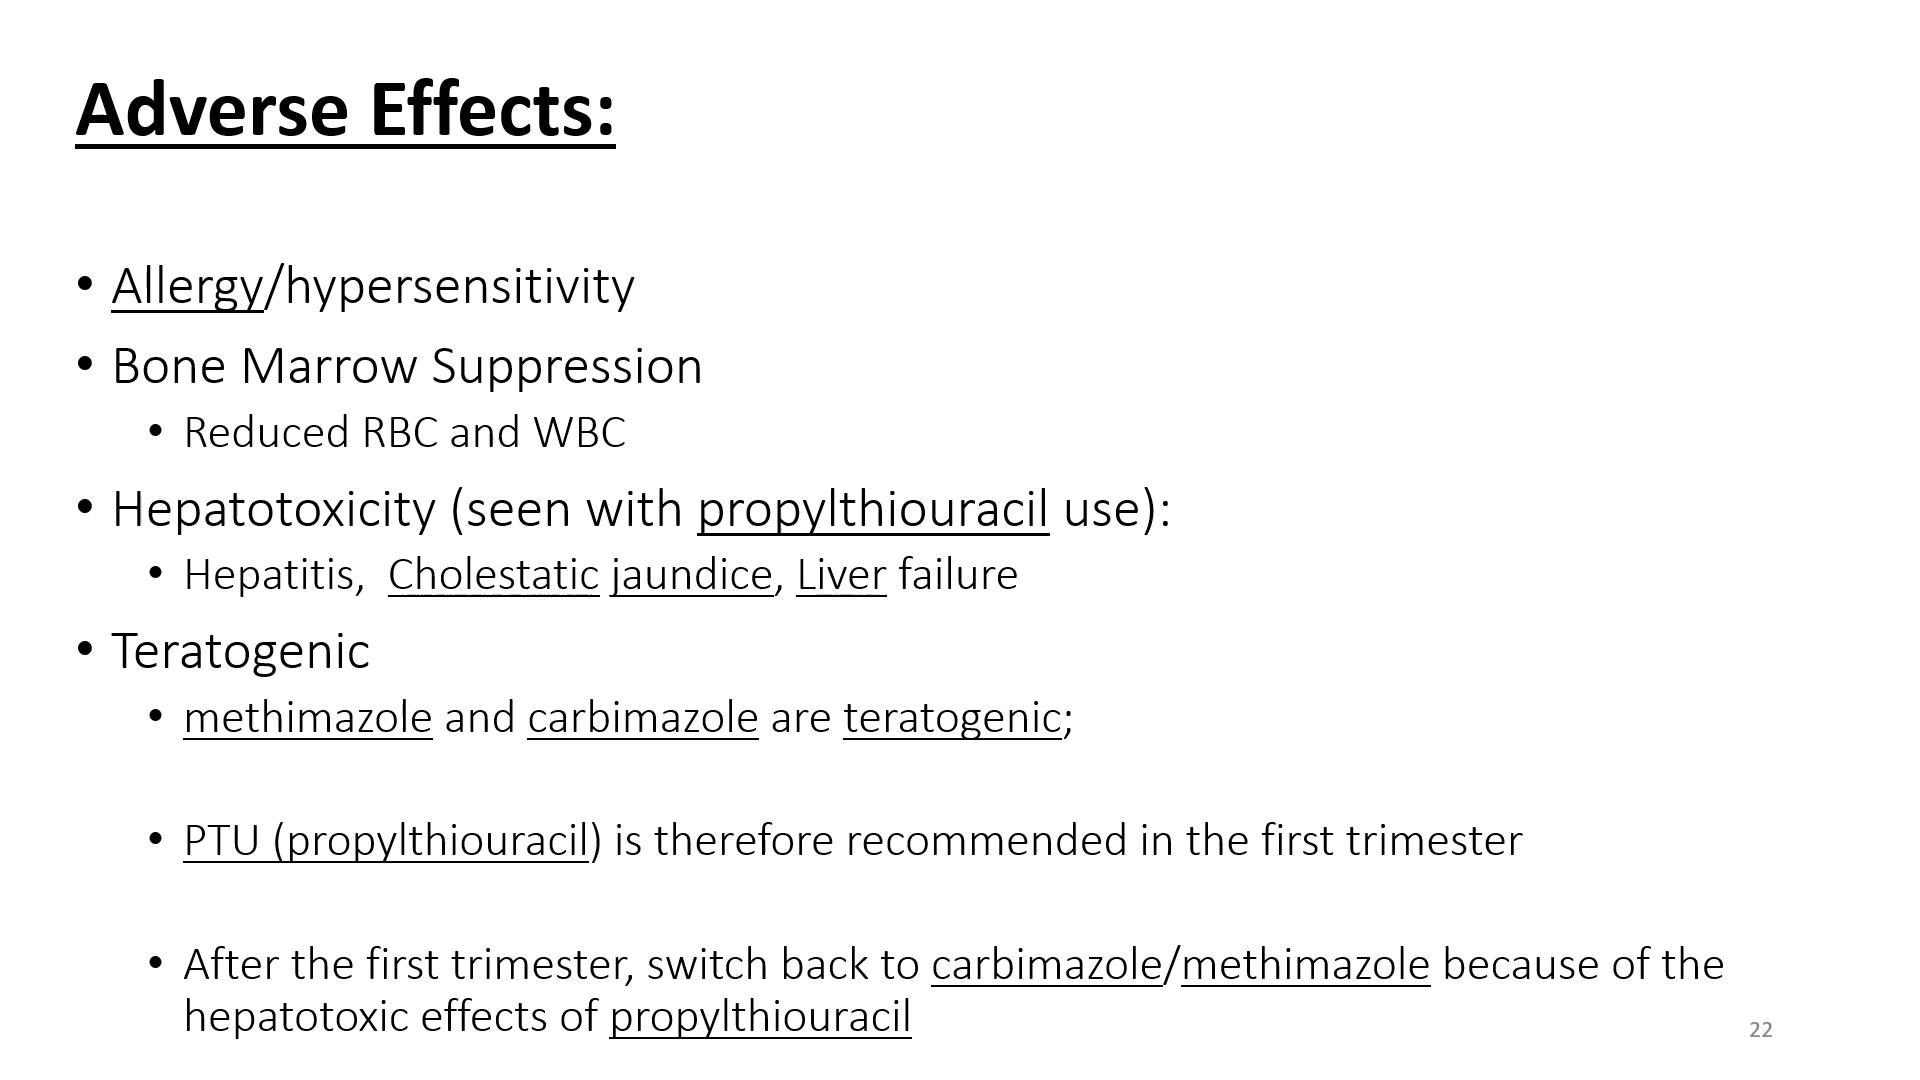 Adverse Effects:
• Allergy/hypersensitivity
• Bone Marrow Suppression
• Reduced RBC and WBC
• Hepatotoxicity (seen with propylthiouracil use):
• Hepatitis,  Cholestatic jaundice, Liver failure
• Teratogenic
• methimazole and carbimazole are teratogenic;
• PTU (propylthiouracil) is therefore recommended in the first trimester
• After the first trimester, switch back to carbimazole/methimazole because of the
hepatotoxic effects of propylthiouracil
22